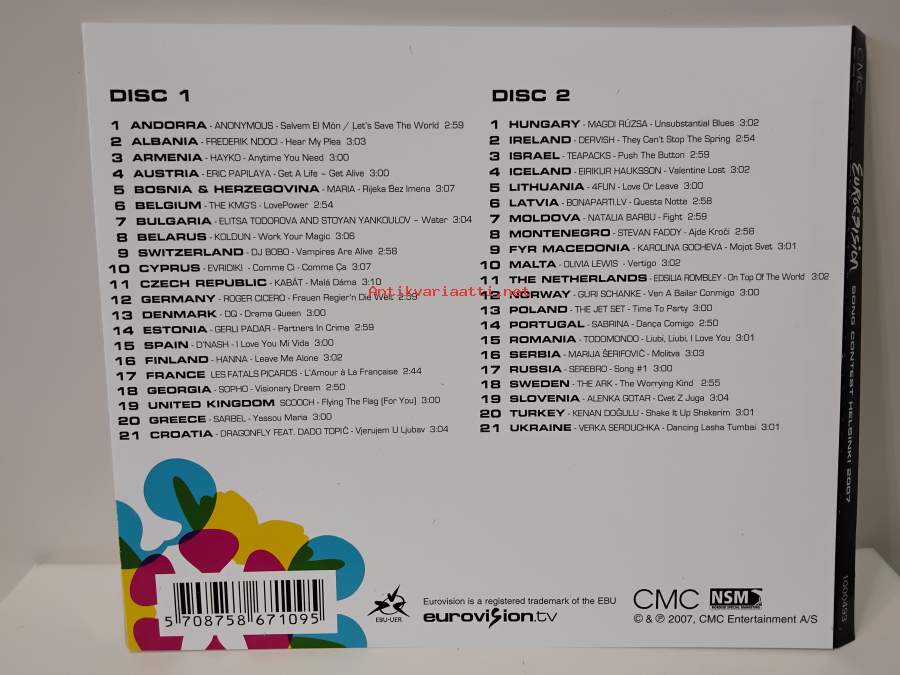 DISC 1
1 ANDORRA - ANONYMOUS - Salvem El Món / Let's Save The World 2:59
2 ALBANIA - FREDERIK NDOCI - Hear My Plea 3:03
3 ARMENIA - HAYKO - Anytime You Need 3:00
4 AUSTRIA - ERIC PAPILAYA - Get A Life - Get Alive 3:00
5 BOSNIA & HERZEGOVINA - MARIA - Rijeka Bez Imena 3:07
6 BELGIUM - THE KMG'S - LovePower 2:54
7 BULGARIA - ELITSA TODOROVA AND STOYAN YANKOULOV - Water 3:04
8 BELARUS - KOLDUN - Work Your Magic 3:06
9 SWITZERLAND - DJ BOBO - Vampires Are Alive 2:58
10 CYPRUS - EVRIDIKI - Comme Ci - Comme Ça 3:07
11 CZECH REPUBLIC - KABÁT - Malá Dáma 3:10
12 GERMANY - ROGER CICERO - Frauen Regier'n Die Welt 2:59
13 DENMARK - DQ - Drama Queen 3:00
14 ESTONIA - GERLI PADAR - Partners In Crime 2:59
15 SPAIN - D'NASH - I Love You Mi Vida 3:00
16 FINLAND - HANNA - Leave Me Alone 3:02
17 FRANCE LES FATALS PICARDS - L'Amour à La Française 2:44
18 GEORGIA - SOPHO - Visionary Dream 2:50
19 UNITED KINGDOM SCOOCH - Flying The Flag (For You) 3:00
20 GREECE - SARBEL - Yassou Maria 3:00
21 CROATIA - DRAGONFLY FEAT. DADO TOPIĆ - Vjerujem U Ljubav 3:04
DISC 2
1 HUNGARY - MAGDI RÚZSA - Unsubstantial Blues 3:02
2 IRELAND - DERVISH - They Can't Stop The Spring 2:54
3 ISRAEL - TEAPACKS - Push The Button 2:59
4 ICELAND - EIRIKUR HAUKSSON - Valentine Lost 3:02
5 LITHUANIA - 4FUN - Love Or Leave 3:00
6 LATVIA - BONAPARTI.LV - Questa Notte 2:58
7 MOLDOVA - NATALIA BARBU - Fight 2:59
8 MONTENEGRO - STEVAN FADDY - Ajde Kroči 2:58
9 FYR MACEDONIA - KAROLINA GOCHEVA - Mojot Svet 3:01
10 MALTA - OLIVIA LEWIS - Vertigo 3:02
11 THE NETHERLANDS - EDSILIA ROMBLEY - On Top Of The World 3:02
12 NORWAY - GURI SCHANKE - Ven A Bailar Conmigo 3:00
13 POLAND - THE JET SET - Time To Party 3:00
14 PORTUGAL - SABRINA - Dança Comigo 2:50
15 ROMANIA - TODOMONDO - Liubi, Liubi, I Love You 3:01
16 SERBIA - MARIJA ŠERIFOVIĆ - Molitva 3:03
17 RUSSIA - SEREBRO - Song #1 3:00
18 SWEDEN - THE ARK - The Worrying Kind 2:55
19 SLOVENIA - ALENKA GOTAR - Cvet Z Juga 3:04
20 TURKEY - KENAN DOĞULU - Shake It Up Shekerim 3:01
21 UKRAINE - VERKA SERDUCHKA - Dancing Lasha Tumbai 3:01
Antikvariaatti.net
5 708758 671095
EBU·UER
Eurovision is a registered trademark of the EBU
eurovision.tv
CMC
NSM
© & ℗ 2007, CMC Entertainment A/S
CMC
EUROVISION SONG CONTEST HELSINKI 2007
1000493